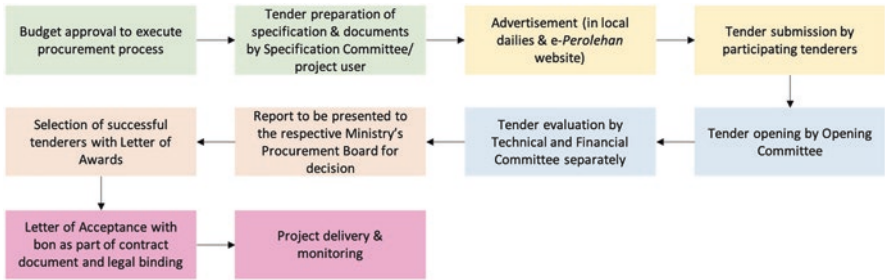 Budget approval to execute
procurement process
Tender preparation of
specification & documents
by Specification Committee/
project user
Advertisement (in local
dailies & e-Perolehan
website)
Tender submission by
participating tenderers
Tender opening by Opening
Committee
Tender evaluation by
Technical and Financial
Committee separately
Report to be presented to
the respective Ministry's
Procurement Board for
decision
Selection of successful
tenderers with Letter of
Awards
Letter of Acceptance with
bon as part of contract
document and legal binding
Project delivery &
monitoring